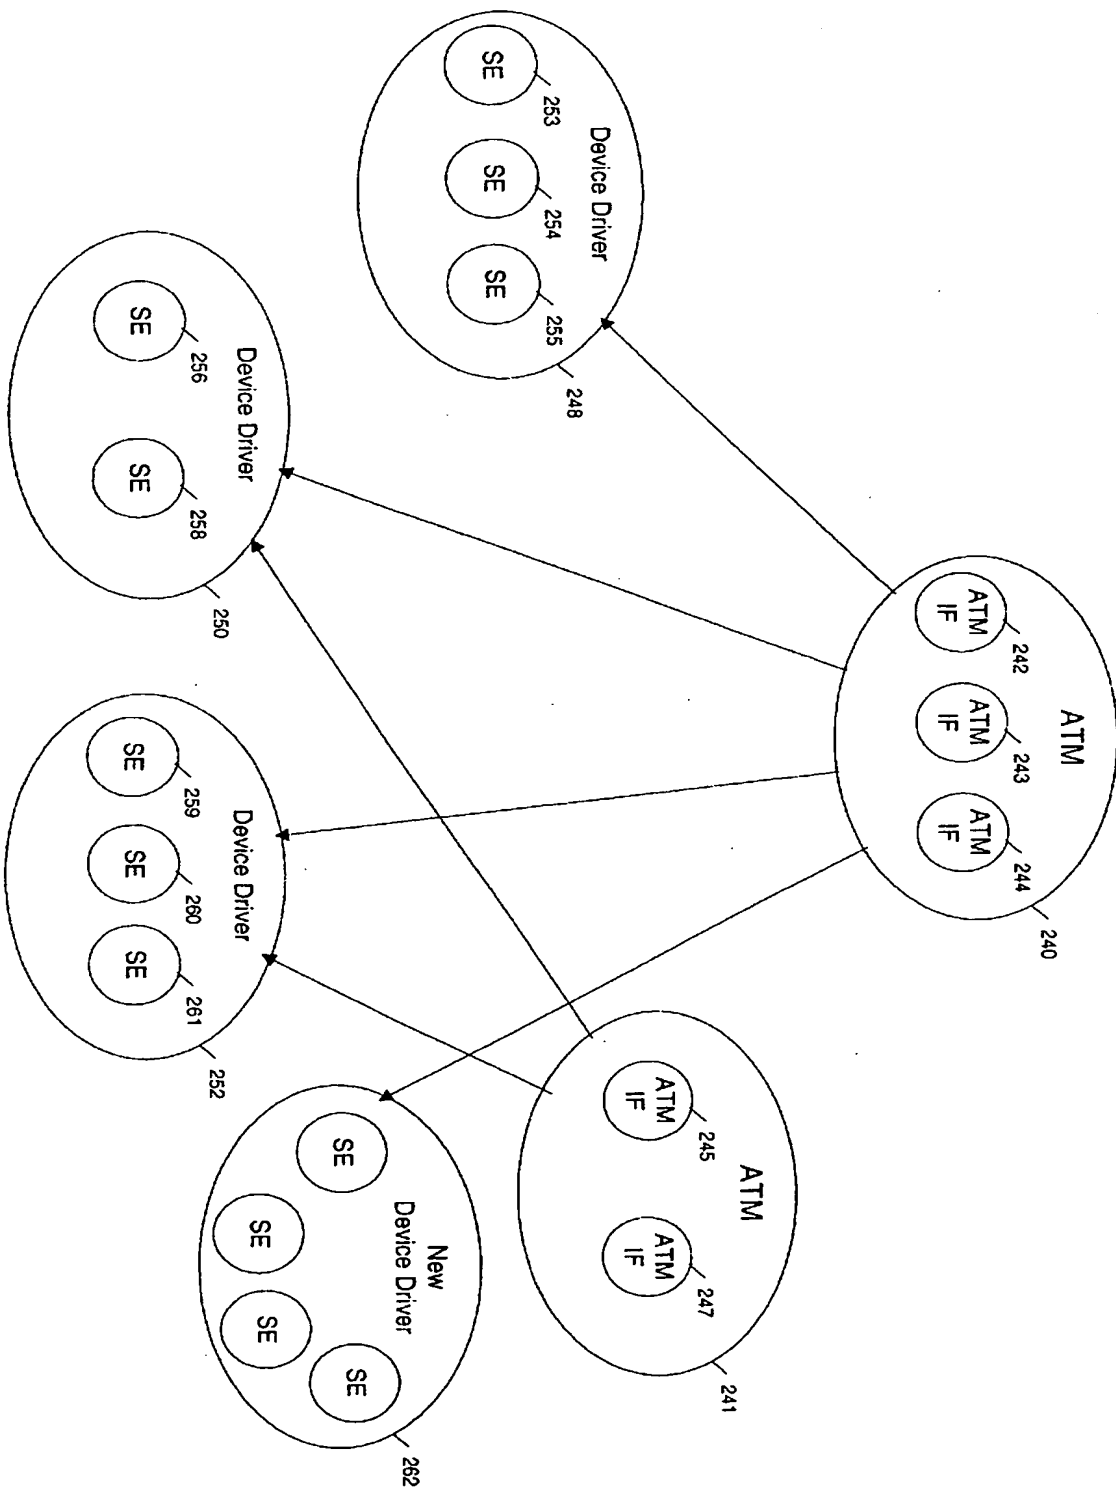 ATM
ATM
IF
242
ATM
IF
243
ATM
IF
244
240
ATM
ATM
IF
245
ATM
IF
247
241
Device Driver
SE
253
SE
254
SE
255
248
Device Driver
SE
256
SE
258
250
Device Driver
SE
259
SE
260
SE
261
252
New
Device Driver
SE
SE
SE
SE
262